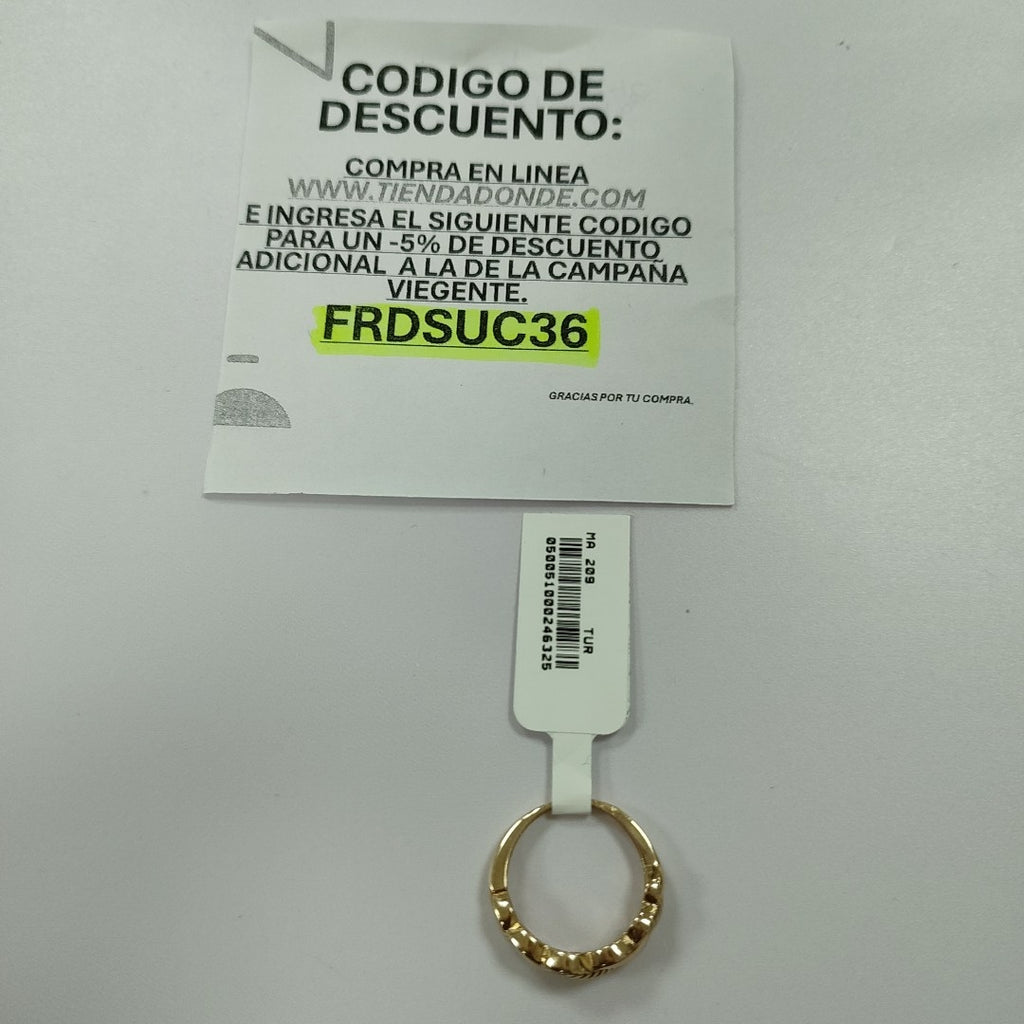 CODIGO DE
DESCUENTO:
COMPRA EN LINEA
WWW.TIENDADONDE.COM
E INGRESA EL SIGUIENTE CODIGO
PARA UN -5% DE DESCUENTO
ADICIONAL A LA DE LA CAMPAÑA
VIEGENTE.
FRDSUC36
GRACIAS POR TU COMPRA.
MA 209 TUR
050051000246325